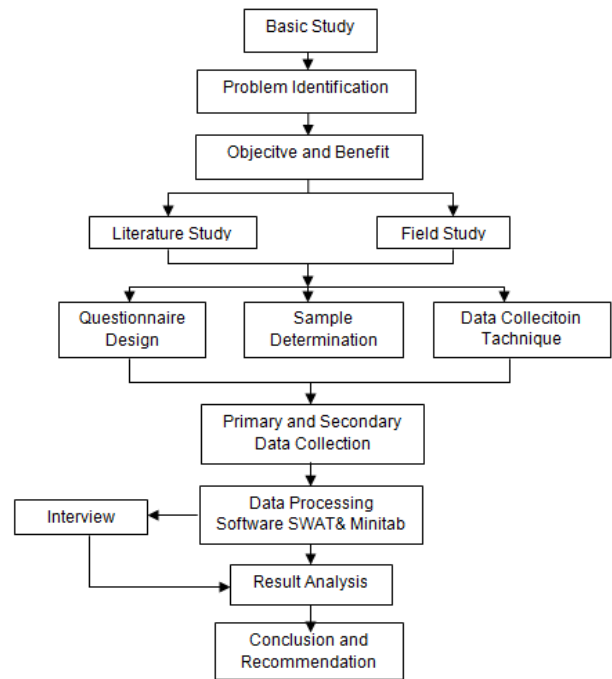 Basic Study
Problem Identification
Objecitve and Benefit
Literature Study
Field Study
Questionnaire
Design
Sample
Determination
Data Collecitoin
Tachnique
Primary and Secondary
Data Collection
Data Processing
Software SWAT& Minitab
Interview
Result Analysis
Conclusion and
Recommendation